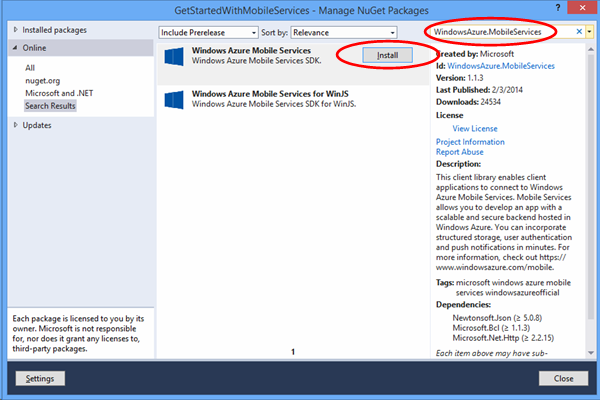 GetStartedWithMobileServices - Manage NuGet Packages
?
Installed packages
Online
All
nuget.org
Microsoft and .NET
Search Results
Updates
Each package is licensed to you by its
owner. Microsoft is not responsible
for, nor does it grant any licenses to,
third-party packages.
Include Prerelease
Sort by: Relevance
Windows Azure Mobile Services
Windows Azure Mobile Services SDK.
Install
Windows Azure Mobile Services for WinJS
Windows Azure Mobile Services SDK for WinJS.
1
WindowsAzure.MobileServices
Created by: Microsoft
Id: WindowsAzure.MobileServices
Version: 1.1.3
Last Published: 2/3/2014
Downloads: 24534
License
View License
Project Information
Report Abuse
Description:
This client library enables client
applications to connect to Windows
Azure Mobile Services. Mobile Services
allows you to develop an app with a
scalable and secure backend hosted in
Windows Azure. You can incorporate
structured storage, user authentication
and push notifications in minutes. For
more information, check out https://
www.windowsazure.com/mobile.
Tags: microsoft windows azure mobile
services windowsazureofficial
Dependencies:
Newtonsoft.Json (≥ 5.0.8)
Microsoft.Bcl (≥ 1.1.3)
Microsoft.Net.Http (≥ 2.2.15)
Each item above may have sub-
Settings
Close